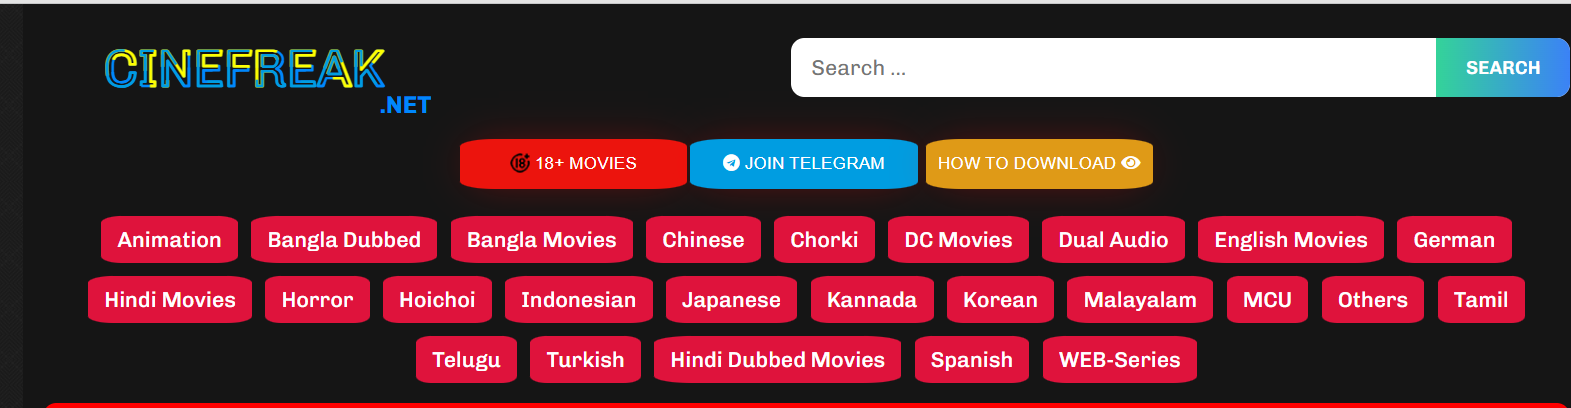 CINEFREAK
.NET
Search ...
SEARCH
18 18+ MOVIES
JOIN TELEGRAM
HOW TO DOWNLOAD
Animation Bangla Dubbed Bangla Movies Chinese Chorki DC Movies Dual Audio English Movies German
Hindi Movies Horror Hoichoi Indonesian Japanese Kannada Korean Malayalam MCU Others Tamil
Telugu Turkish Hindi Dubbed Movies Spanish WEB-Series